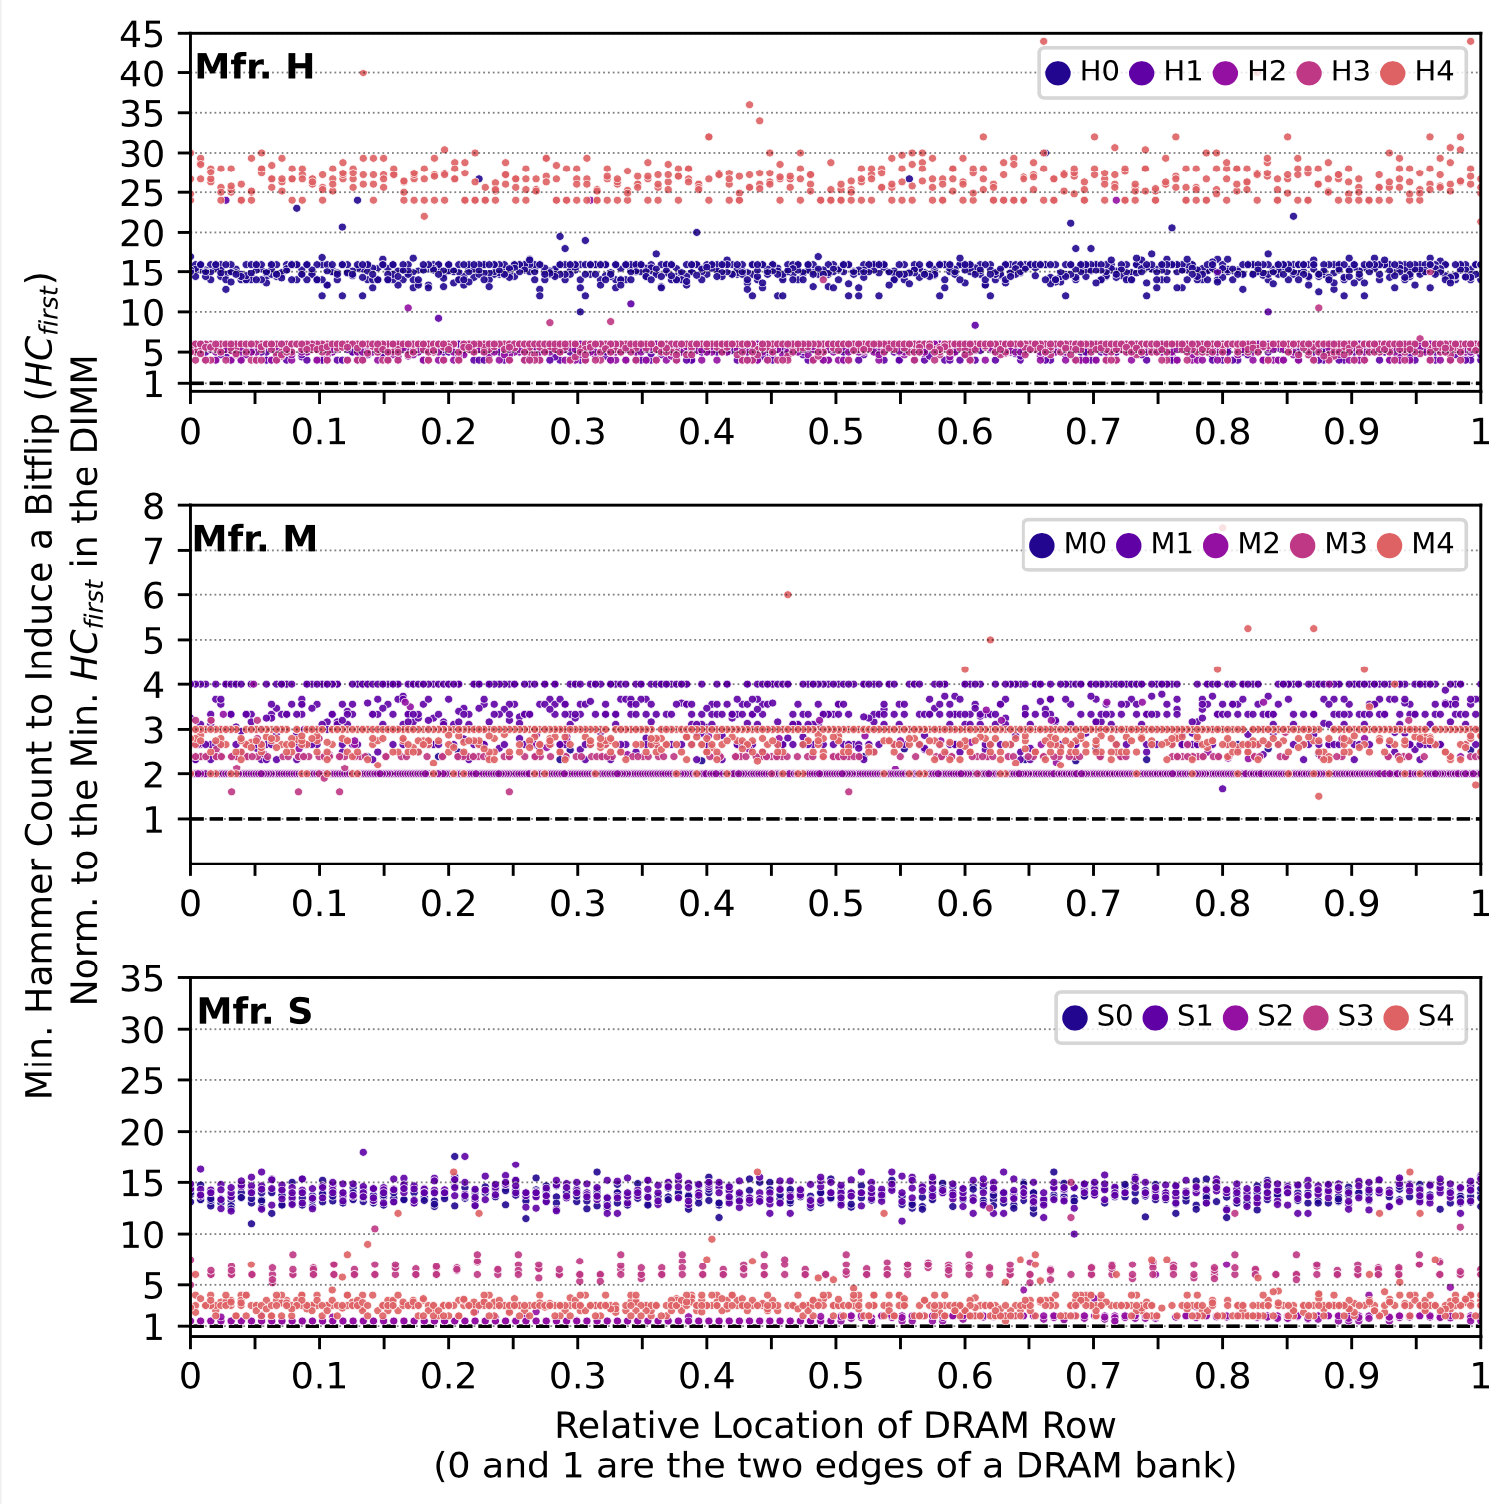 Min. Hammer Count to Induce a Bitflip (HCfirst)
Norm. to the Min. HCfirst in the DIMM
Mfr. H
H0 H1 H2 H3 H4
45
40
35
30
25
20
15
10
5
1
0 0.1 0.2 0.3 0.4 0.5 0.6 0.7 0.8 0.9 1
Mfr. M
M0 M1 M2 M3 M4
8
7
6
5
4
3
2
1
0 0.1 0.2 0.3 0.4 0.5 0.6 0.7 0.8 0.9 1
Mfr. S
S0 S1 S2 S3 S4
35
30
25
20
15
10
5
1
0 0.1 0.2 0.3 0.4 0.5 0.6 0.7 0.8 0.9 1
Relative Location of DRAM Row
(0 and 1 are the two edges of a DRAM bank)